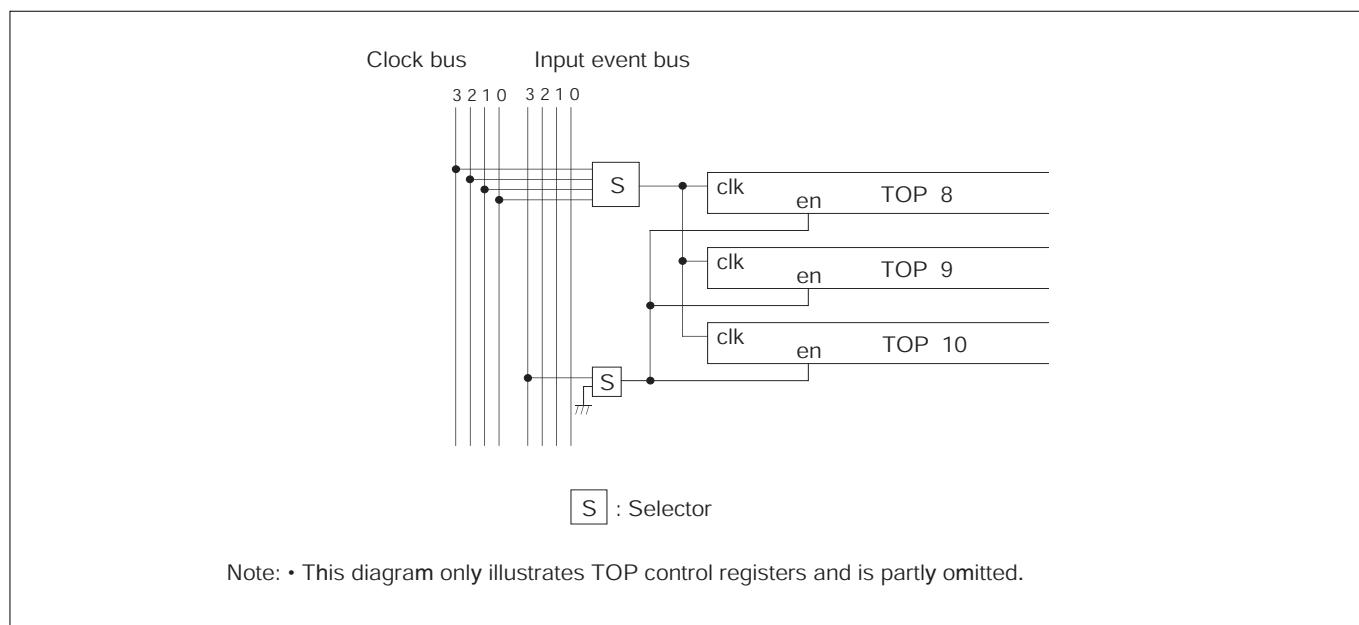 Clock bus
Input event bus
3 2 1 0
3 2 1 0
S
clk
en
TOP 8
clk
en
TOP 9
clk
en
TOP 10
S
S : Selector
Note: • This diagram only illustrates TOP control registers and is partly omitted.